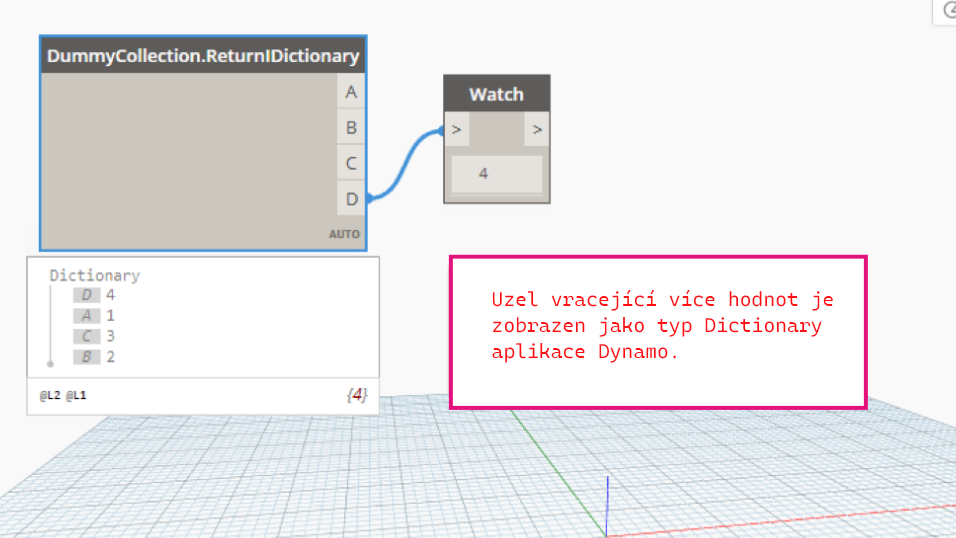 DummyCollection.ReturnIDictionary
A
B
C
D
AUTO
Watch
> >
4
Dictionary
D 4
A 1
C 3
B 2
@L2 @L1
{4}
Uzel vracející více hodnot je
zobrazen jako typ Dictionary
aplikace Dynamo.